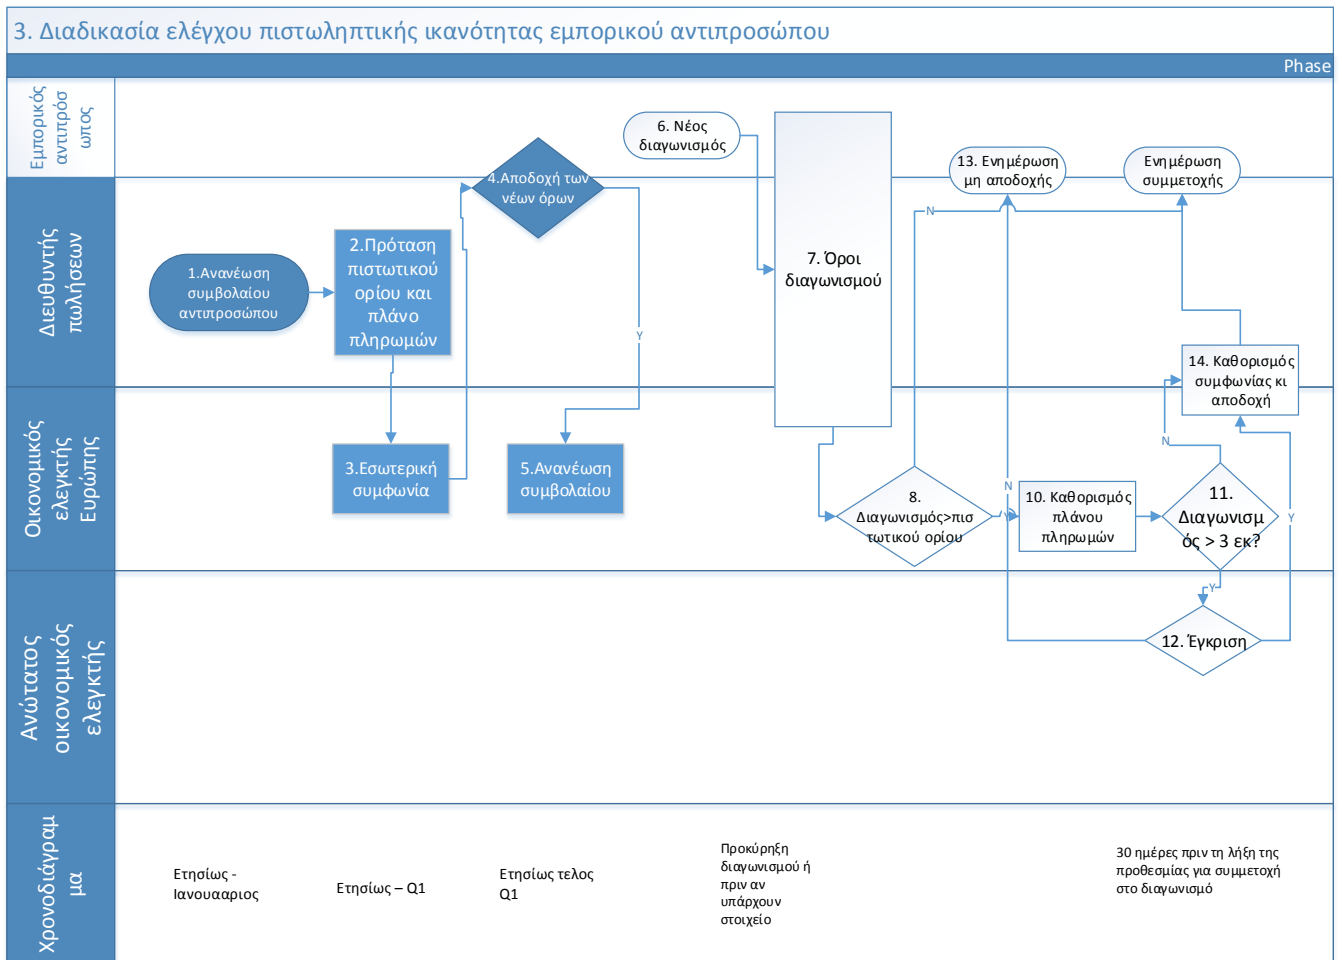 3. Διαδικασία ελέγχου πιστωληπτικής ικανότητας εμπορικού αντιπροσώπου
Phase
Εμπορικός
αντιπρόσ
ωπος
6. Νέος
διαγωνισμός
4.Αποδοχή των
νέων όρων
13. Ενημέρωση
μη αποδοχής
Ενημέρωση
συμμετοχής
N
Διευθυντής
πωλήσεων
1.Ανανέωση
συμβολαίου
αντιπροσώπου
2.Πρόταση
πιστωτικού
ορίου και
πλάνο
πληρωμών
7. Όροι
διαγωνισμού
Y
14. Καθορισμός
συμφωνίας κι
αποδοχή
Οικονομικός
ελεγκτής
Ευρώπης
3.Εσωτερική
συμφωνία
5.Ανανέωση
συμβολαίου
8.
Διαγωνισμός>πισ
τωτικού ορίου
N
Y
10. Καθορισμός
πλάνου
πληρωμών
N
11.
Διαγωνισμ
ός > 3 εκ?
Y
Y
Ανώτατος
οικονομικός
ελεγκτής
12. Έγκριση
Χρονοδιάγραμ
μα
Ετησίως -
Ιανουααριος
Ετησίως – Q1
Ετησίως τελος
Q1
Προκύρηξη
διαγωνισμού ή
πριν αν
υπάρχουν
στοιχείο
30 ημέρες πριν τη λήξη της
προθεσμίας για συμμετοχή
στο διαγωνισμό